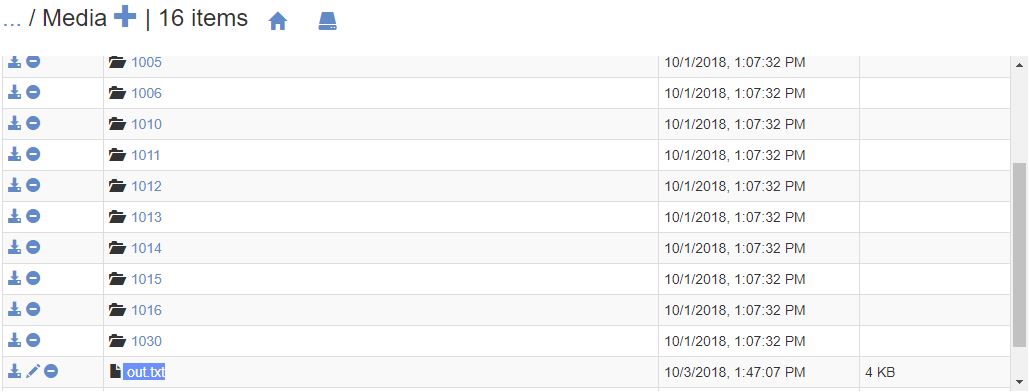 ... / Media + | 16 items
1005 10/1/2018, 1:07:32 PM
1006 10/1/2018, 1:07:32 PM
1010 10/1/2018, 1:07:32 PM
1011 10/1/2018, 1:07:32 PM
1012 10/1/2018, 1:07:32 PM
1013 10/1/2018, 1:07:32 PM
1014 10/1/2018, 1:07:32 PM
1015 10/1/2018, 1:07:32 PM
1016 10/1/2018, 1:07:32 PM
1030 10/1/2018, 1:07:32 PM
out.txt 10/3/2018, 1:47:07 PM 4 KB